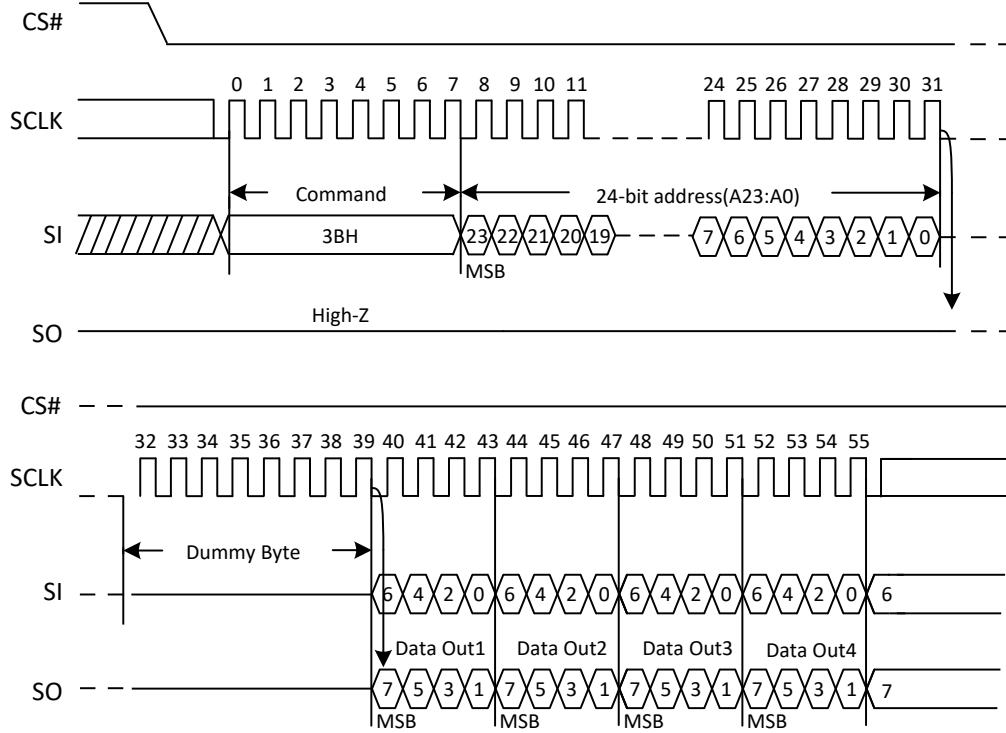 CS#
0 1 2 3 4 5 6 7 8 9 10 11 24 25 26 27 28 29 30 31
SCLK
Command 24-bit address(A23:A0)
SI 3BH 23 22 21 20 19 7 6 5 4 3 2 1 0
MSB
High-Z
SO
CS#
32 33 34 35 36 37 38 39 40 41 42 43 44 45 46 47 48 49 50 51 52 53 54 55
SCLK
Dummy Byte
SI 6 4 2 0 6 4 2 0 6 4 2 0 6 4 2 0 6
Data Out1 Data Out2 Data Out3 Data Out4
SO 7 5 3 1 7 5 3 1 7 5 3 1 7 5 3 1 7
MSB MSB MSB MSB